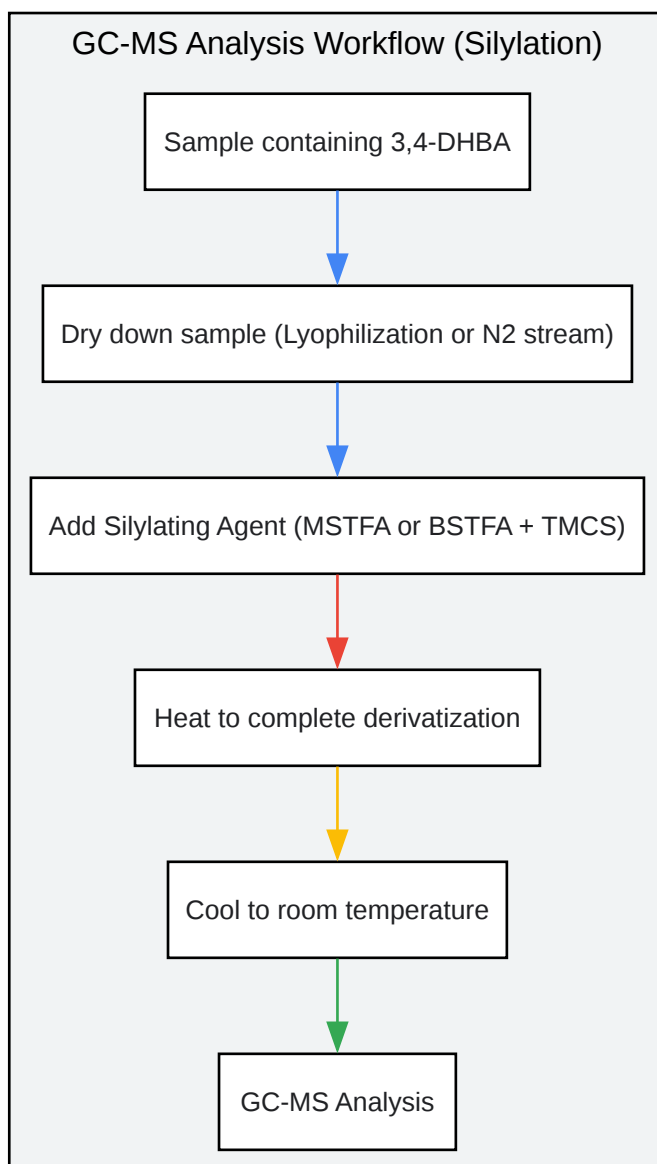 GC-MS Analysis Workflow (Silylation)
Sample containing 3,4-DHBA
Dry down sample (Lyophilization or N2 stream)
Add Silylating Agent (MSTFA or BSTFA + TMCS)
Heat to complete derivatization
Cool to room temperature
GC-MS Analysis